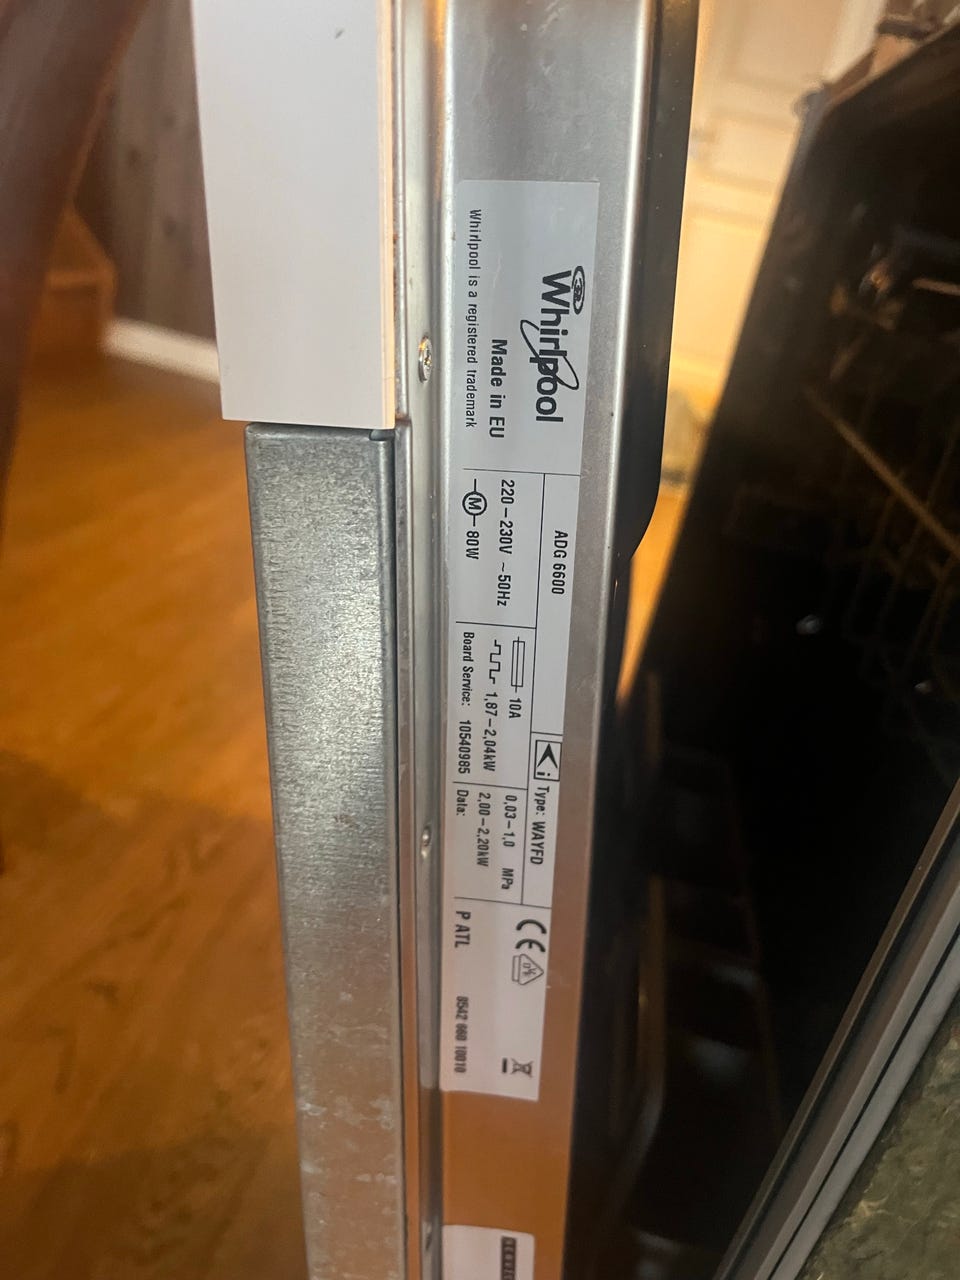 Whirlpool
Made in EU
Whirlpool is a registered trademark
ADG 6600
220–230V ~50Hz
M 80W
10A
1,87–2,04kW
Board Service: 10540985
i Type: WAYFD
0,03–1,0 MPa
2,00–2,20kW
Data:
CE
P ATL
8542 660 10010